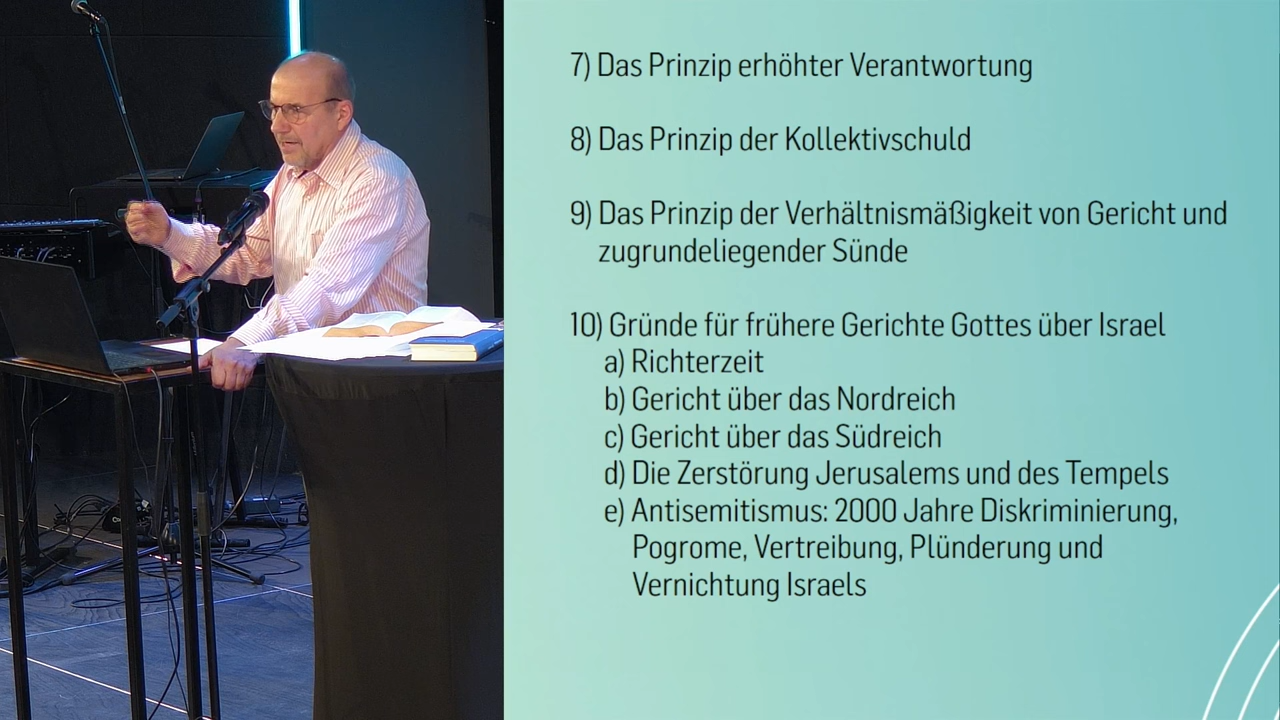 7) Das Prinzip erhöhter Verantwortung
8) Das Prinzip der Kollektivschuld
9) Das Prinzip der Verhältnismäßigkeit von Gericht und
zugrundeliegender Sünde
10) Gründe für frühere Gerichte Gottes über Israel
a) Richterzeit
b) Gericht über das Nordreich
c) Gericht über das Südreich
d) Die Zerstörung Jerusalems und des Tempels
e) Antisemitismus: 2000 Jahre Diskriminierung,
Pogrome, Vertreibung, Plünderung und
Vernichtung Israels